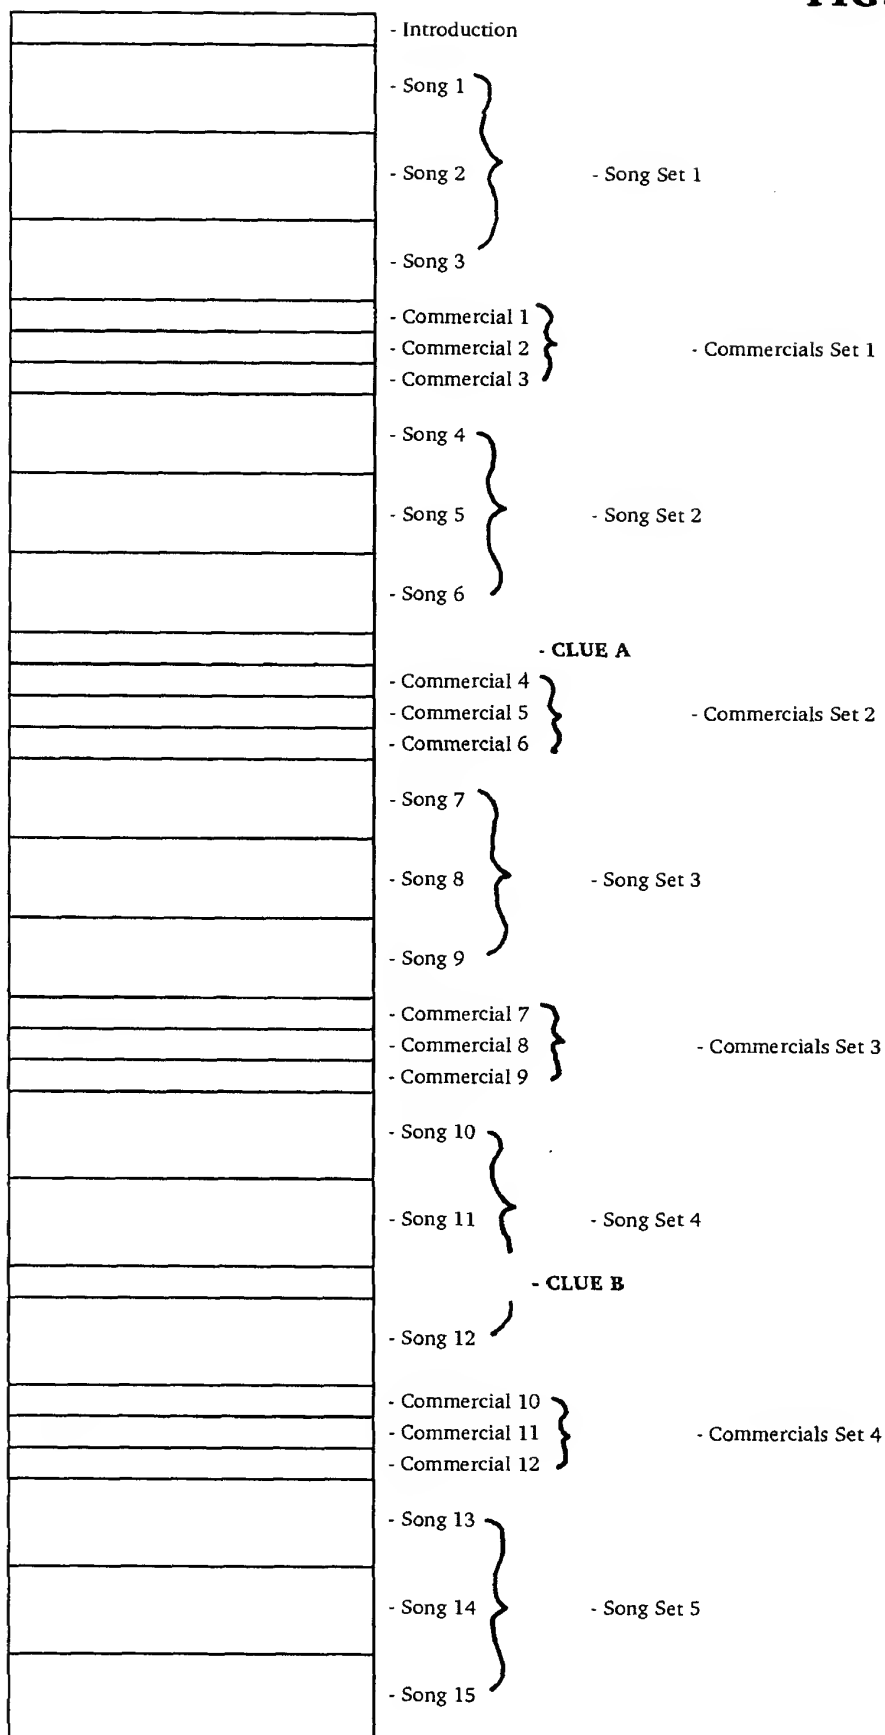 - Introduction
- Song 1
- Song 2 - Song Set 1
- Song 3
- Commercial 1
- Commercial 2 - Commercials Set 1
- Commercial 3
- Song 4
- Song 5 - Song Set 2
- Song 6
- CLUE A
- Commercial 4
- Commercial 5 - Commercials Set 2
- Commercial 6
- Song 7
- Song 8 - Song Set 3
- Song 9
- Commercial 7
- Commercial 8 - Commercials Set 3
- Commercial 9
- Song 10
- Song 11 - Song Set 4
- CLUE B
- Song 12
- Commercial 10
- Commercial 11 - Commercials Set 4
- Commercial 12
- Song 13
- Song 14 - Song Set 5
- Song 15